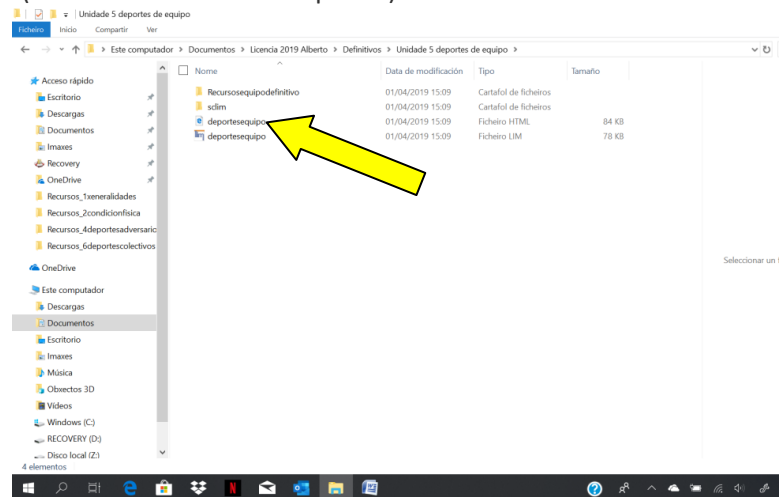 Unidade 5 deportes de equipo
Ficheiro Inicio Compartir Ver
Este computador > Documentos > Licencia 2019 Alberto > Definitivos > Unidade 5 deportes de equipo >
Nome Data de modificación Tipo Tamaño
Acceso rápido
Escritorio
Descargas
Documentos
Imaxes
Recovery
OneDrive
Recursos_1xeneralidades
Recursos_2condicionfisica
Recursos_4deportesadversario
Recursos_6deportescolectivos
OneDrive
Este computador
Descargas
Documentos
Escritorio
Imaxes
Música
Obxectos 3D
Vídeos
Windows (C:)
RECOVERY (D:)
Disco local (Z:)
Recursosequipodefinitivo 01/04/2019 15:09 Cartafol de ficheiros
sclim 01/04/2019 15:09 Cartafol de ficheiros
deportesequipo 01/04/2019 15:09 Ficheiro HTML 84 KB
deportesequipo 01/04/2019 15:09 Ficheiro LIM 78 KB
Seleccionar un
4 elementos